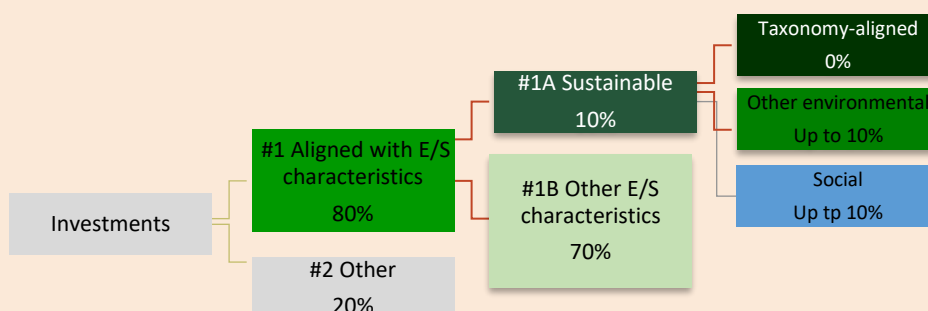 Taxonomy-aligned
0%
#1A Sustainable
10%
Other environmental
Up to 10%
#1 Aligned with E/S
characteristics
80%
#1B Other E/S
characteristics
70%
Social
Up tp 10%
Investments
#2 Other
20%